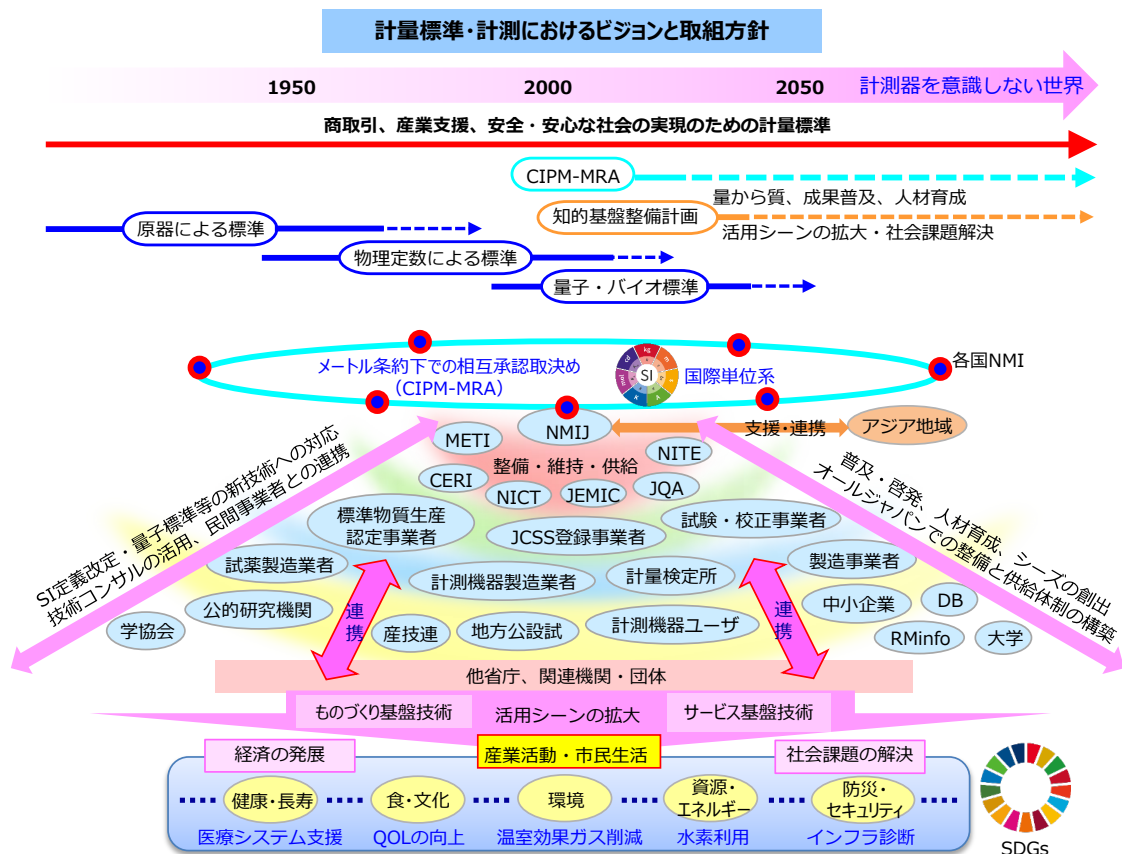 計量標準・計測におけるビジョンと取組方針
1950
2000
2050
計測器を意識しない世界
商取引、産業支援、安全・安心な社会の実現のための計量標準
CIPM-MRA
量から質、成果普及、人材育成
知的基盤整備計画
活用シーンの拡大・社会課題解決
原器による標準
物理定数による標準
量子・バイオ標準
メートル条約下での相互承認取決め
（CIPM-MRA）
SI
kg
m
s
A
K
mol
cd
国際単位系
各国NMI
METI
NMIJ
支援・連携
アジア地域
NITE
整備・維持・供給
CERI
NICT
JEMIC
JQA
SI定義改定・量子標準等の新技術への対応
技術コンサルの活用、民間事業者との連携
普及・啓発、人材育成、シーズの創出
オールジャパンでの整備と供給体制の構築
標準物質生産
認定事業者
JCSS登録事業者
試験・校正事業者
試薬製造業者
計測機器製造業者
計量検定所
製造事業者
学協会
公的研究機関
連携
産技連
地方公設試
計測機器ユーザ
連携
中小企業
DB
RMinfo
大学
他省庁、関連機関・団体
ものづくり基盤技術
活用シーンの拡大
サービス基盤技術
経済の発展
産業活動・市民生活
社会課題の解決
健康・長寿
食・文化
環境
資源・
エネルギー
防災・
セキュリティ
医療システム支援
QOLの向上
温室効果ガス削減
水素利用
インフラ診断
SDGs